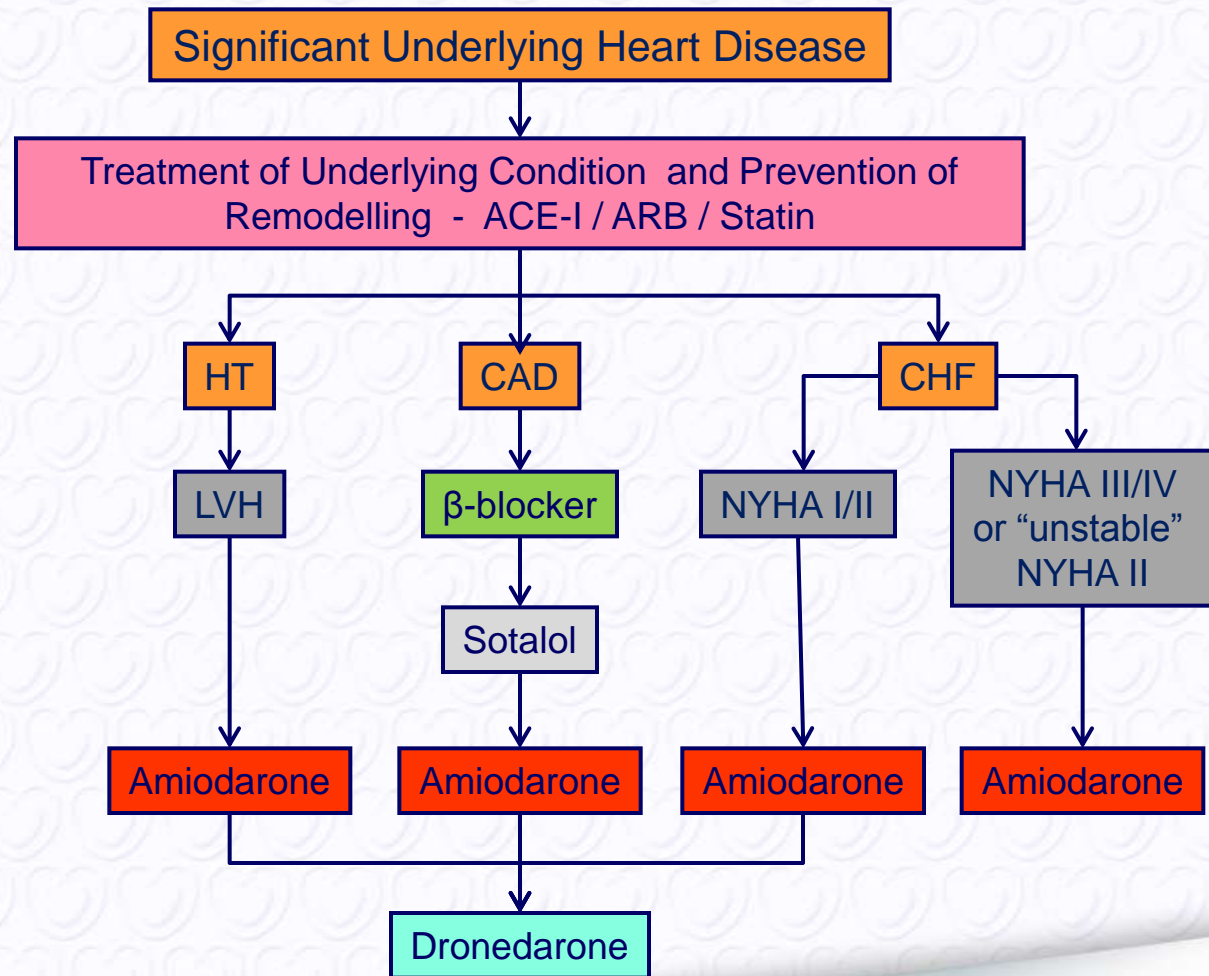 Significant Underlying Heart Disease
Treatment of Underlying Condition and Prevention of
Remodelling - ACE-I / ARB / Statin
HT
CAD
CHF
LVH
β-blocker
NYHA I/II
NYHA III/IV
or “unstable”
NYHA II
Sotalol
Amiodarone
Amiodarone
Amiodarone
Amiodarone
Dronedarone